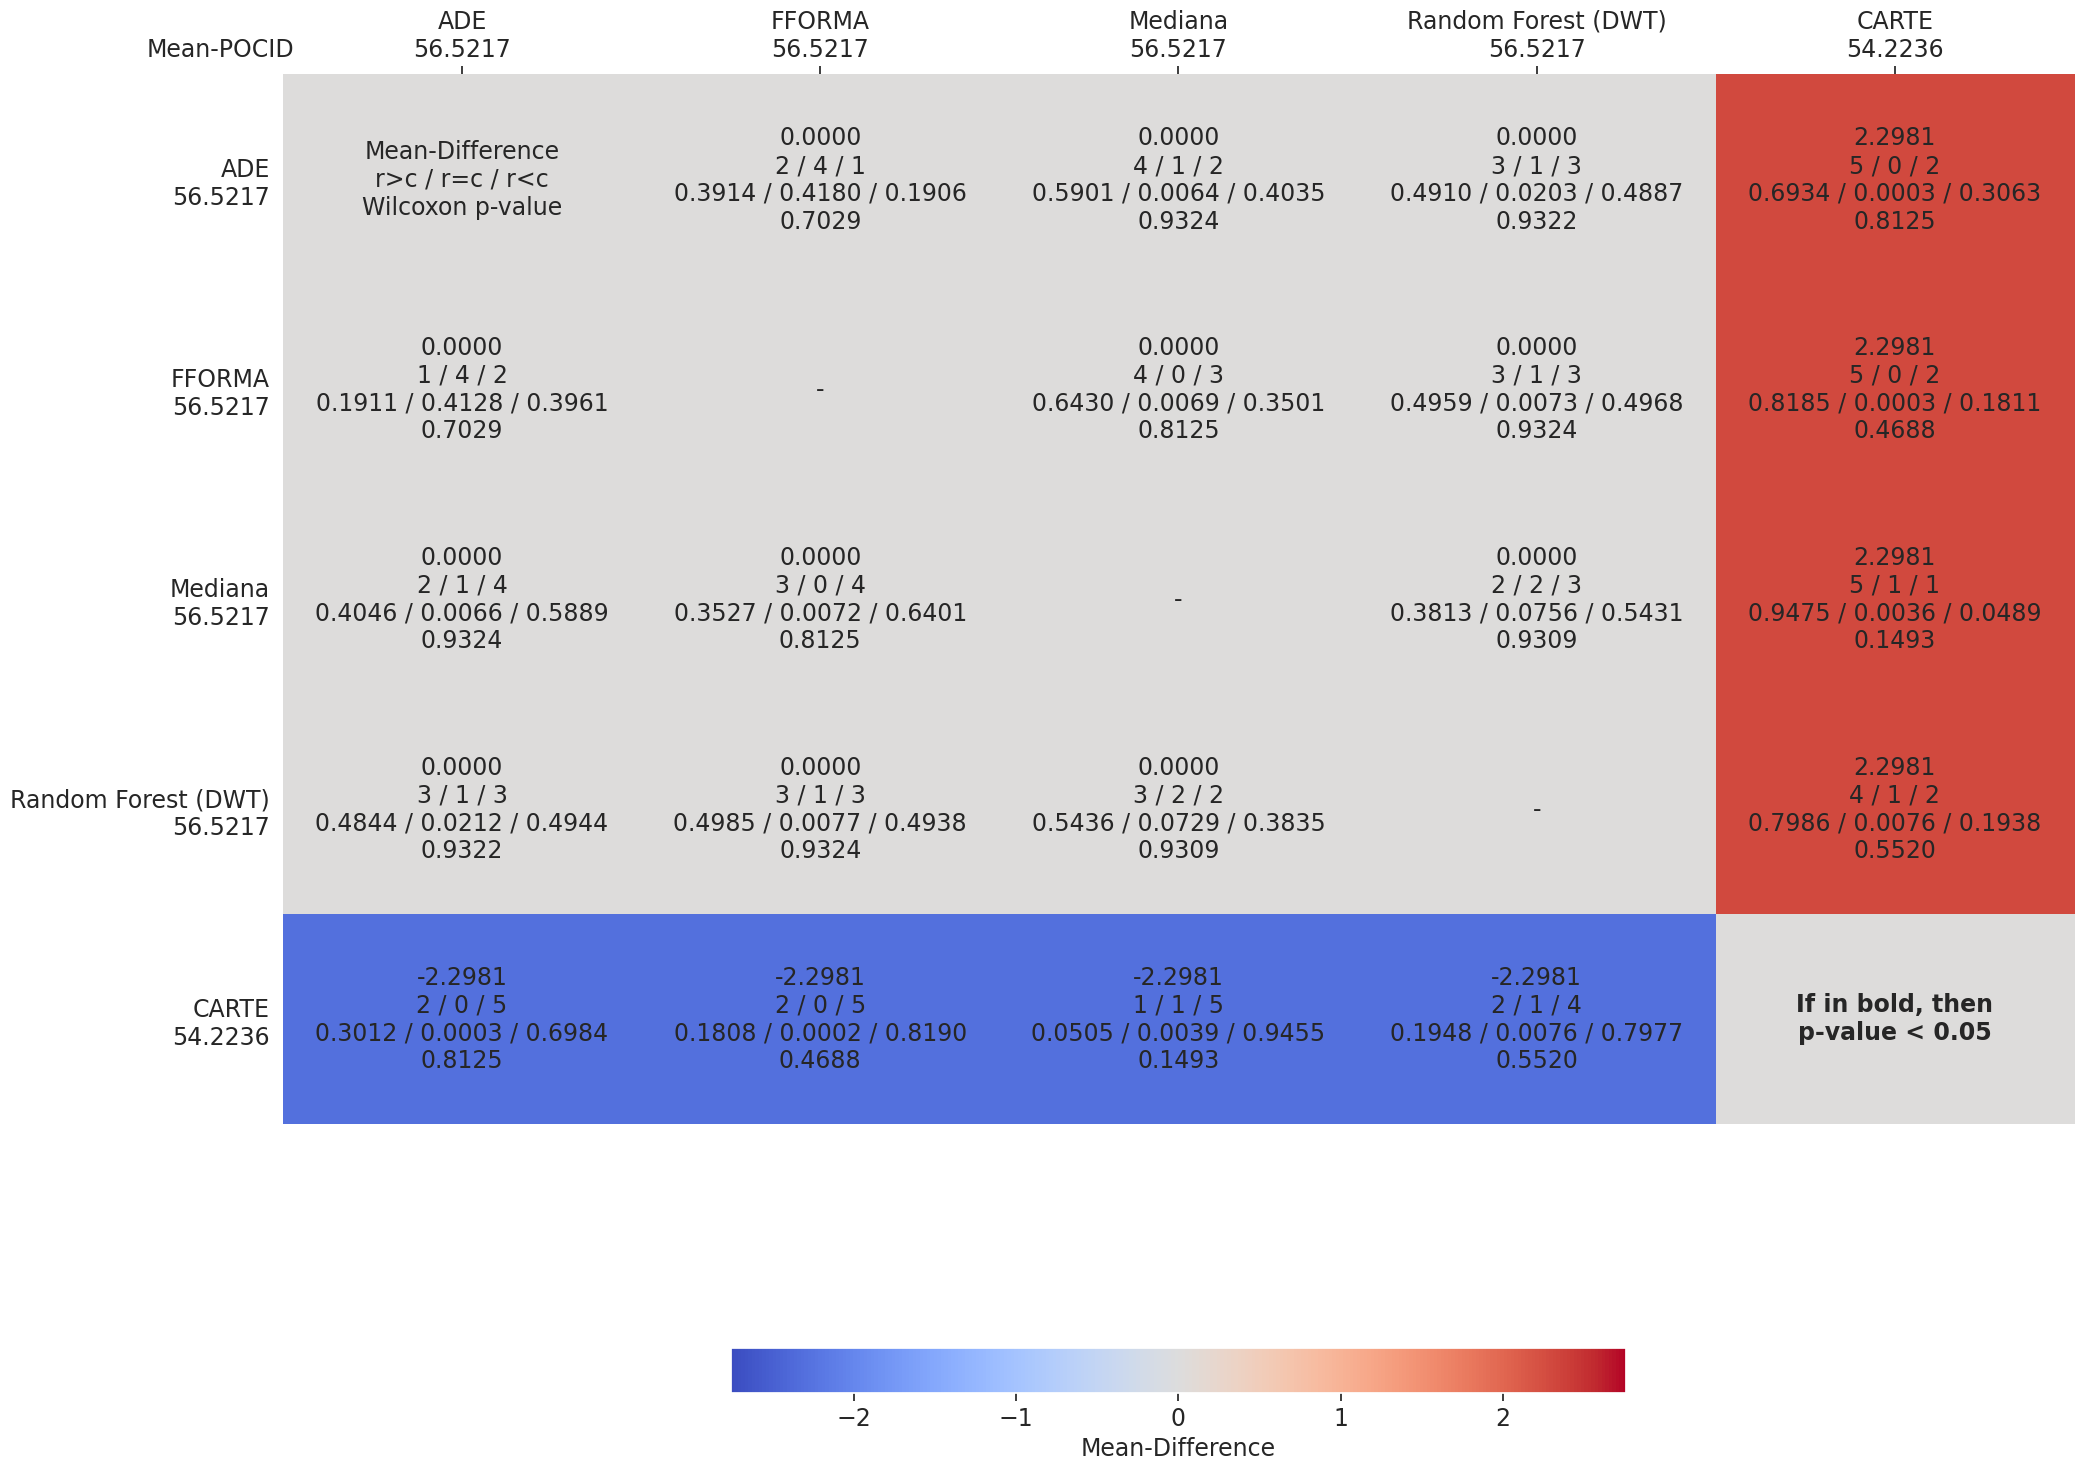 ADE
56.5217
FFORMA
56.5217
Mediana
56.5217
Random Forest (DWT)
56.5217
CARTE
54.2236
Mean-POCID
ADE
56.5217
Mean-Difference
r>c / r=c / r<c
Wilcoxon p-value
0.0000
2 / 4 / 1
0.3914 / 0.4180 / 0.1906
0.7029
0.0000
4 / 1 / 2
0.5901 / 0.0064 / 0.4035
0.9324
0.0000
3 / 1 / 3
0.4910 / 0.0203 / 0.4887
0.9322
2.2981
5 / 0 / 2
0.6934 / 0.0003 / 0.3063
0.8125
FFORMA
56.5217
0.0000
1 / 4 / 2
0.1911 / 0.4128 / 0.3961
0.7029
-
0.0000
4 / 0 / 3
0.6430 / 0.0069 / 0.3501
0.8125
0.0000
3 / 1 / 3
0.4959 / 0.0073 / 0.4968
0.9324
2.2981
5 / 0 / 2
0.8185 / 0.0003 / 0.1811
0.4688
Mediana
56.5217
0.0000
2 / 1 / 4
0.4046 / 0.0066 / 0.5889
0.9324
0.0000
3 / 0 / 4
0.3527 / 0.0072 / 0.6401
0.8125
-
0.0000
2 / 2 / 3
0.3813 / 0.0756 / 0.5431
0.9309
2.2981
5 / 1 / 1
0.9475 / 0.0036 / 0.0489
0.1493
Random Forest (DWT)
56.5217
0.0000
3 / 1 / 3
0.4844 / 0.0212 / 0.4944
0.9322
0.0000
3 / 1 / 3
0.4985 / 0.0077 / 0.4938
0.9324
0.0000
3 / 2 / 2
0.5436 / 0.0729 / 0.3835
0.9309
-
2.2981
4 / 1 / 2
0.7986 / 0.0076 / 0.1938
0.5520
CARTE
54.2236
-2.2981
2 / 0 / 5
0.3012 / 0.0003 / 0.6984
0.8125
-2.2981
2 / 0 / 5
0.1808 / 0.0002 / 0.8190
0.4688
-2.2981
1 / 1 / 5
0.0505 / 0.0039 / 0.9455
0.1493
-2.2981
2 / 1 / 4
0.1948 / 0.0076 / 0.7977
0.5520
If in bold, then
p-value < 0.05
−2
−1
0
1
2
Mean-Difference